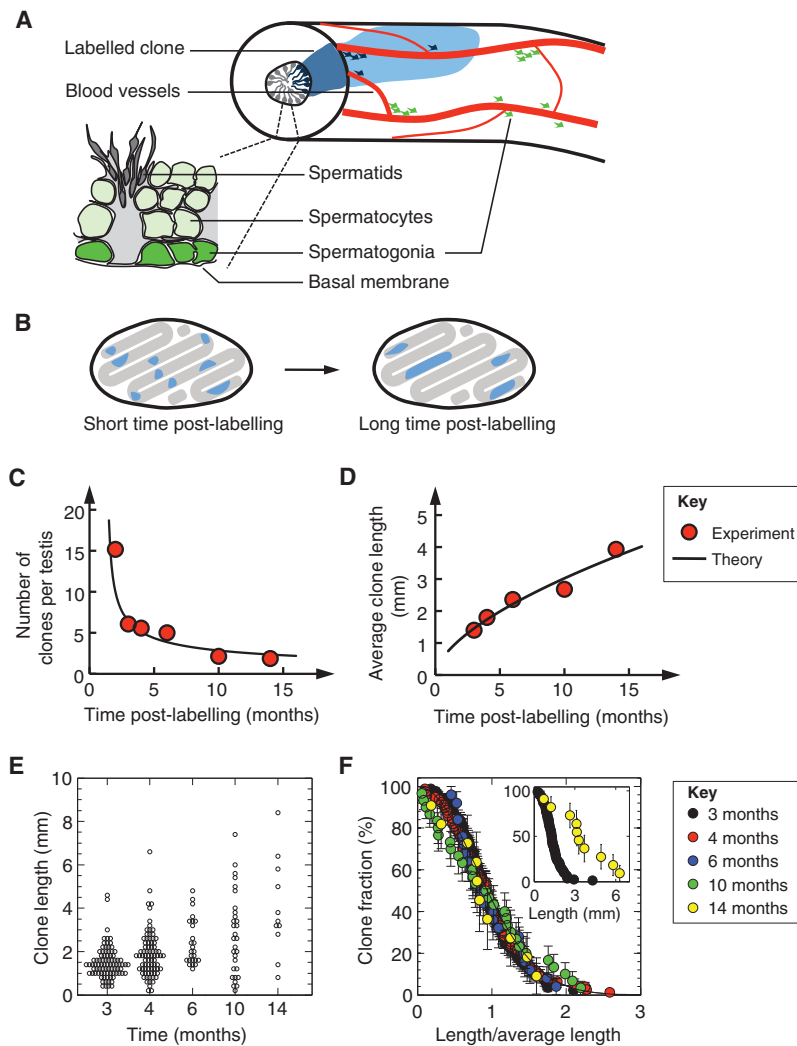 A
Labelled clone
Blood vessels
Spermatids
Spermatocytes
Spermatogonia
Basal membrane
B
Short time post-labelling
Long time post-labelling
C
Number of
clones per testis
20
15
10
5
0
0 5 10 15
Time post-labelling (months)
D
Average clone length
(mm)
5
4
3
2
1
0
0 5 10 15
Time post-labelling (months)
Key
Experiment
Theory
E
Clone length (mm)
10
8
6
4
2
0
3 4 6 10 14
Time (months)
F
Clone fraction (%)
100
80
60
40
20
0
0 1 2 3
Length/average length
100
50
0
0 3 6
Length (mm)
Key
3 months
4 months
6 months
10 months
14 months